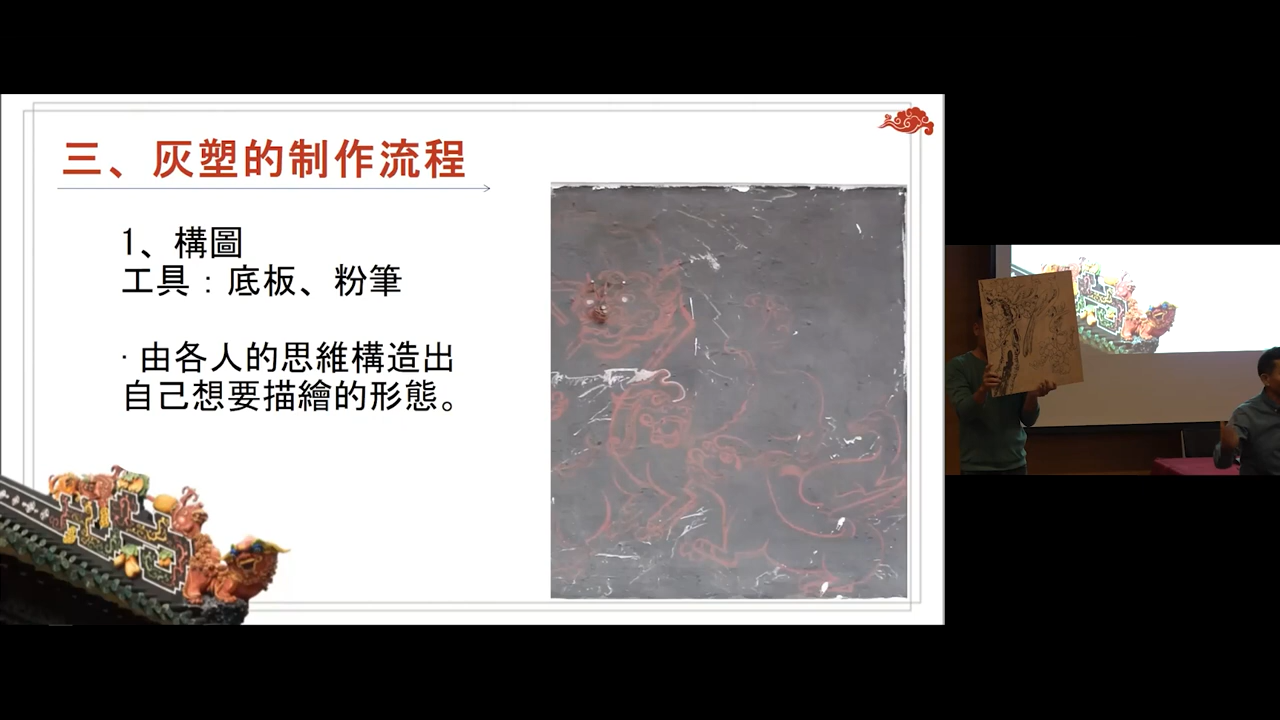 三、灰塑的制作流程
1、構圖
工具：底板、粉筆
· 由各人的思維構造出
自己想要描繪的形態。